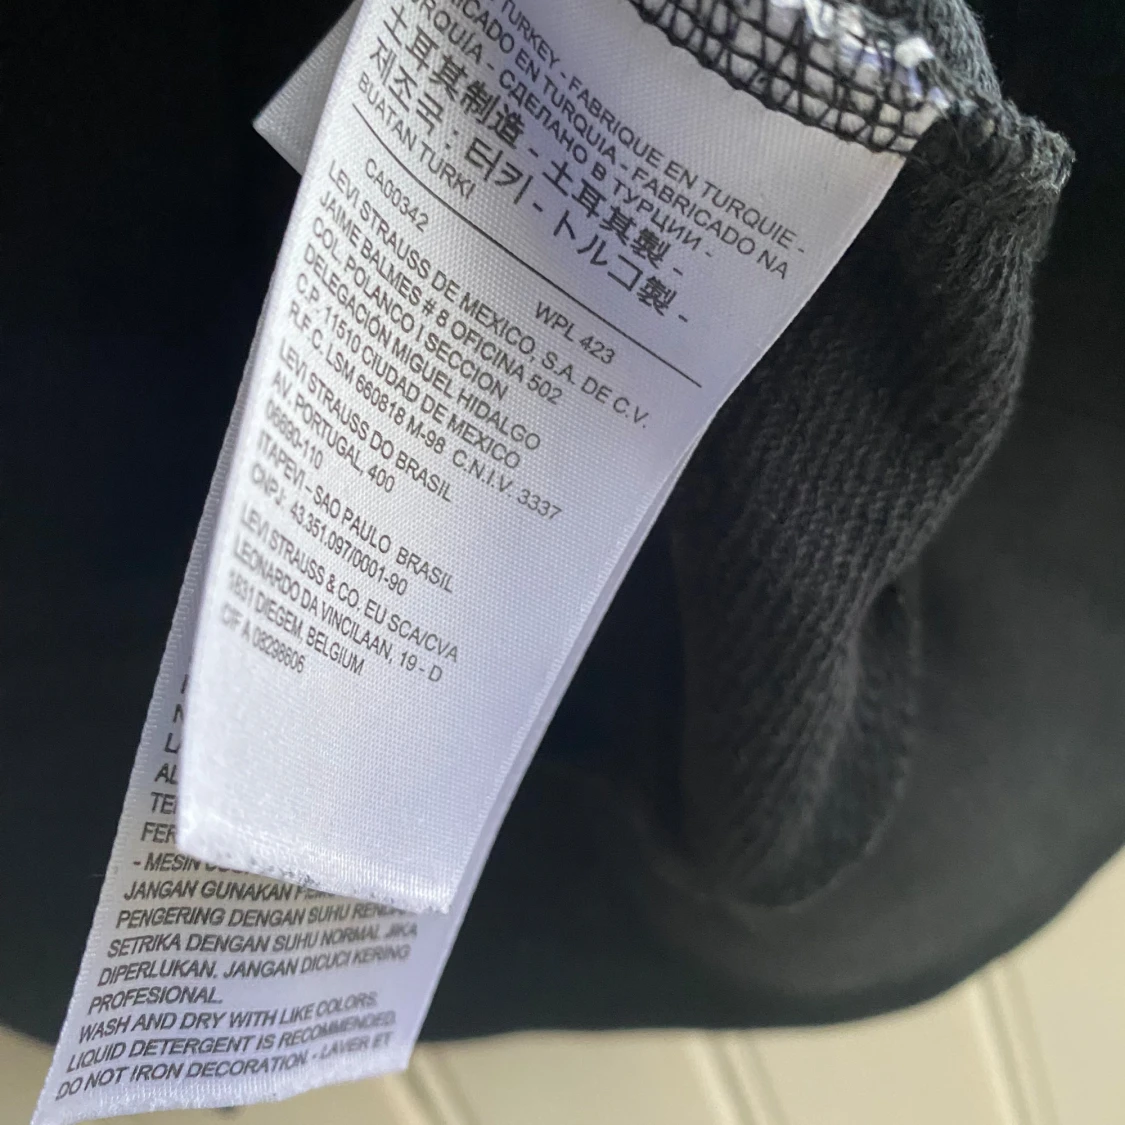 TURKEY - FABRIQUE EN TURQUIE -
EN TURQUIA - FABRICADO NA
- СДЕЛАНО В ТУРЦИИ -
土耳其制造 - 土耳其製 -
제조국 : 터키 - トルコ製 -
BUATAN TURKI
CA00342 WPL 423
LEVI STRAUSS DE MEXICO, S.A. DE C.V.
JAIME BALMES # 8 OFICINA 502
COL. POLANCO I SECCION
DELEGACIÓN MIGUEL HIDALGO
C.P. 11510 CIUDAD DE MEXICO
R.F.C. LSM 660818 M-98 C.N.I.V. 3337
LEVI STRAUSS DO BRASIL
AV. PORTUGAL, 400
06690-110
ITAPEVI - SAO PAULO BRASIL
CNPJ: 43.351.097/0001-90
LEVI STRAUSS & CO. EU SCA/CVA
LEONARDO DA VINCILAAN, 19 - D
1831 DIEGEM. BELGIUM
CIF A 08298606
- MESIN
JANGAN GUNAKAN
PENGERING DENGAN SUHU
SETRIKA DENGAN SUHU NORMAL JIKA
DIPERLUKAN. JANGAN DICUCI KERING
PROFESIONAL.
WASH AND DRY WITH LIKE COLORS.
LIQUID DETERGENT IS RECOMMENDED.
DO NOT IRON DECORATION. - LAVER ET